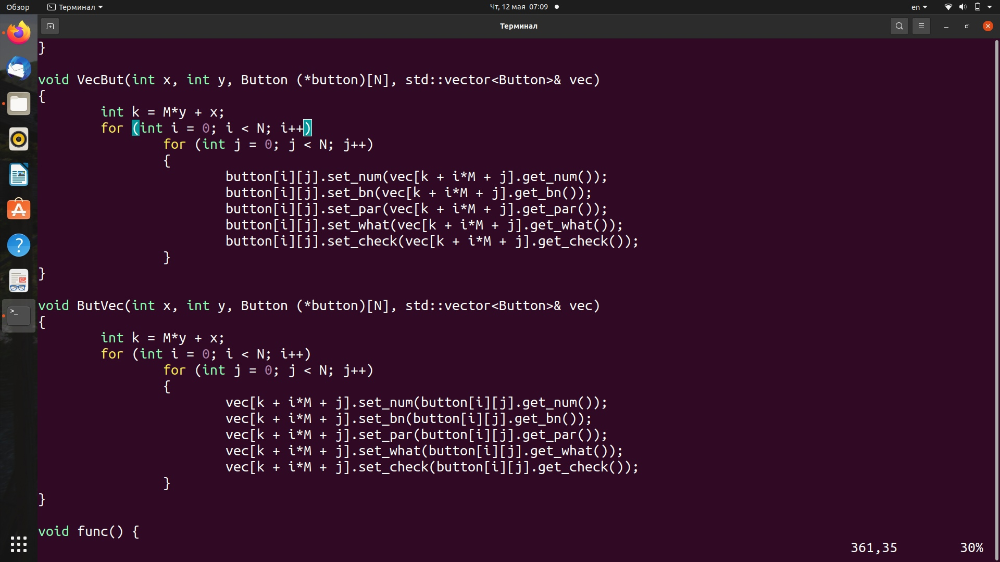 Обзор Терминал Чт, 12 мая 07:09 en
Терминал
}
void VecBut(int x, int y, Button (*button)[N], std::vector<Button>& vec)
{
int k = M*y + x;
for (int i = 0; i < N; i++)
for (int j = 0; j < N; j++)
{
button[i][j].set_num(vec[k + i*M + j].get_num());
button[i][j].set_bn(vec[k + i*M + j].get_bn());
button[i][j].set_par(vec[k + i*M + j].get_par());
button[i][j].set_what(vec[k + i*M + j].get_what());
button[i][j].set_check(vec[k + i*M + j].get_check());
}
}
void ButVec(int x, int y, Button (*button)[N], std::vector<Button>& vec)
{
int k = M*y + x;
for (int i = 0; i < N; i++)
for (int j = 0; j < N; j++)
{
vec[k + i*M + j].set_num(button[i][j].get_num());
vec[k + i*M + j].set_bn(button[i][j].get_bn());
vec[k + i*M + j].set_par(button[i][j].get_par());
vec[k + i*M + j].set_what(button[i][j].get_what());
vec[k + i*M + j].set_check(button[i][j].get_check());
}
}
void func() {
361,35 30%